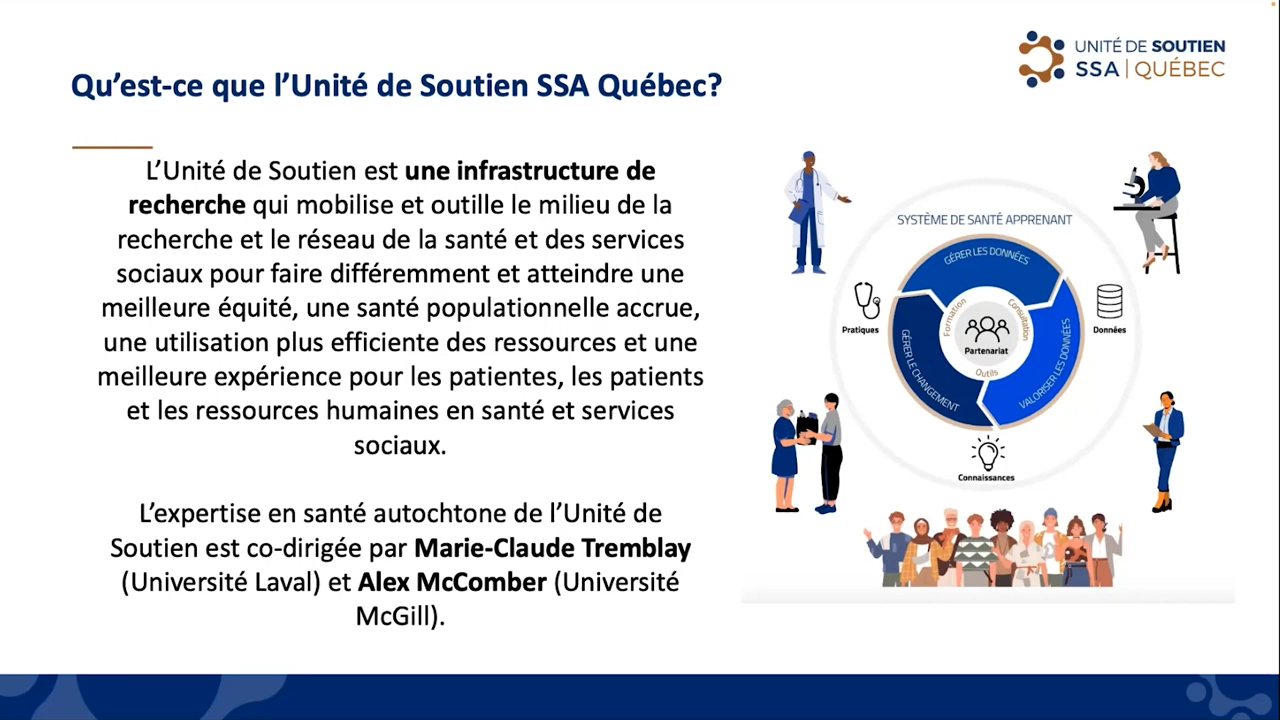 UNITÉ DE SOUTIEN
SSA | QUÉBEC
Qu’est-ce que l’Unité de Soutien SSA Québec?
L’Unité de Soutien est une infrastructure de
recherche qui mobilise et outille le milieu de la
recherche et le réseau de la santé et des services
sociaux pour faire différemment et atteindre une
meilleure équité, une santé populationnelle accrue,
une utilisation plus efficiente des ressources et une
meilleure expérience pour les patientes, les patients
et les ressources humaines en santé et services
sociaux.
L’expertise en santé autochtone de l’Unité de
Soutien est co-dirigée par Marie-Claude Tremblay
(Université Laval) et Alex McComber (Université
McGill).
SYSTÈME DE SANTÉ APPRENANT
GÉRER LES DONNÉES
Formation
Consultation
Pratiques
Données
Partenariat
Outils
GÉRER LE CHANGEMENT
VALORISER LES DONNÉES
Connaissances